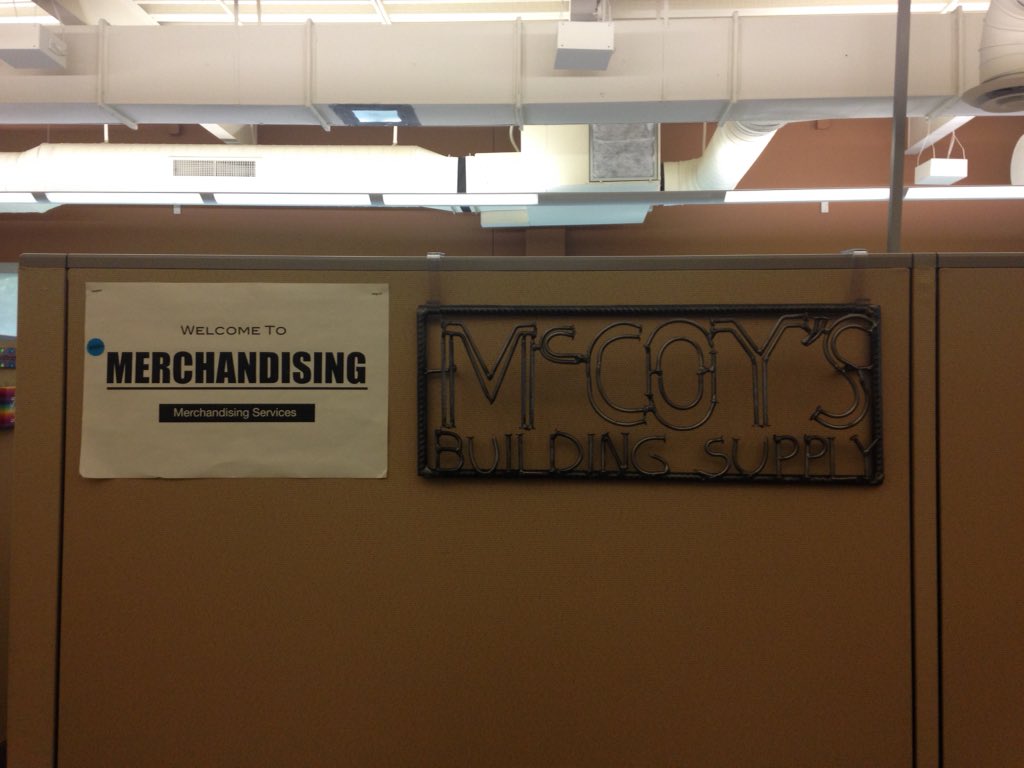 Welcome To
MERCHANDISING
Merchandising Services
McCOY'S
BUILDING SUPPLY